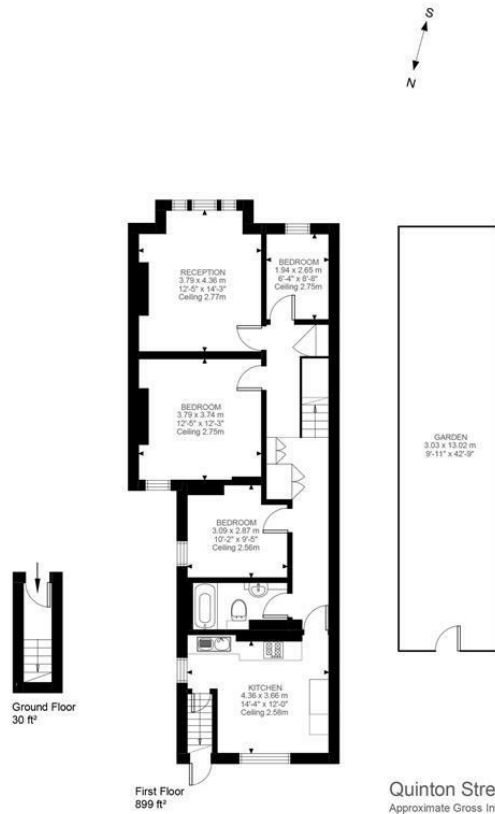 S
N
RECEPTION
3.79 x 4.36 m
12'-5" x 14'-3"
Ceiling 2.77m
BEDROOM
1.94 x 2.65 m
6'-4" x 8'-8"
Ceiling 2.75m
BEDROOM
3.79 x 3.74 m
12'-5" x 12'-3"
Ceiling 2.75m
GARDEN
3.03 x 13.02 m
9'-11" x 42'-9"
BEDROOM
3.09 x 2.87 m
10'-2" x 9'-5"
Ceiling 2.56m
KITCHEN
4.36 x 3.66 m
14'-4" x 12'-0"
Ceiling 2.58m
Ground Floor
30 ft²
First Floor
899 ft²
Quinton Stre
Approximate Gross In